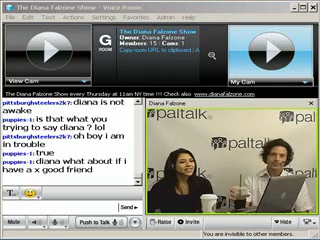 The Diana Falzone Show - Voice Room
File Edit Text Actions Settings Favorites Admin Help
G
ROOM
The Diana Falzone Show
Owner: Diana Falzone
Members: 15 | Cams: 1
Copy room URL to clipboard | A
View Cam
My Cam
The Diana Falzone Show every Thursday at 11am NY time !!! Check also www.dianafalzone.com
pittsburghsteelers2k7: diana is not
awake
puppies-1: is that what you
trying to say diana ? lol
pittsburghsteelers2k7: oh boy i am
in trouble
puppies-1: true
puppies-1: diana what about if i
have a x good friend
Diana Falzone
paltalk
paltalk
Send
Mute
Push to Talk
Raise
Invite
Hide
You are invisible to other members.